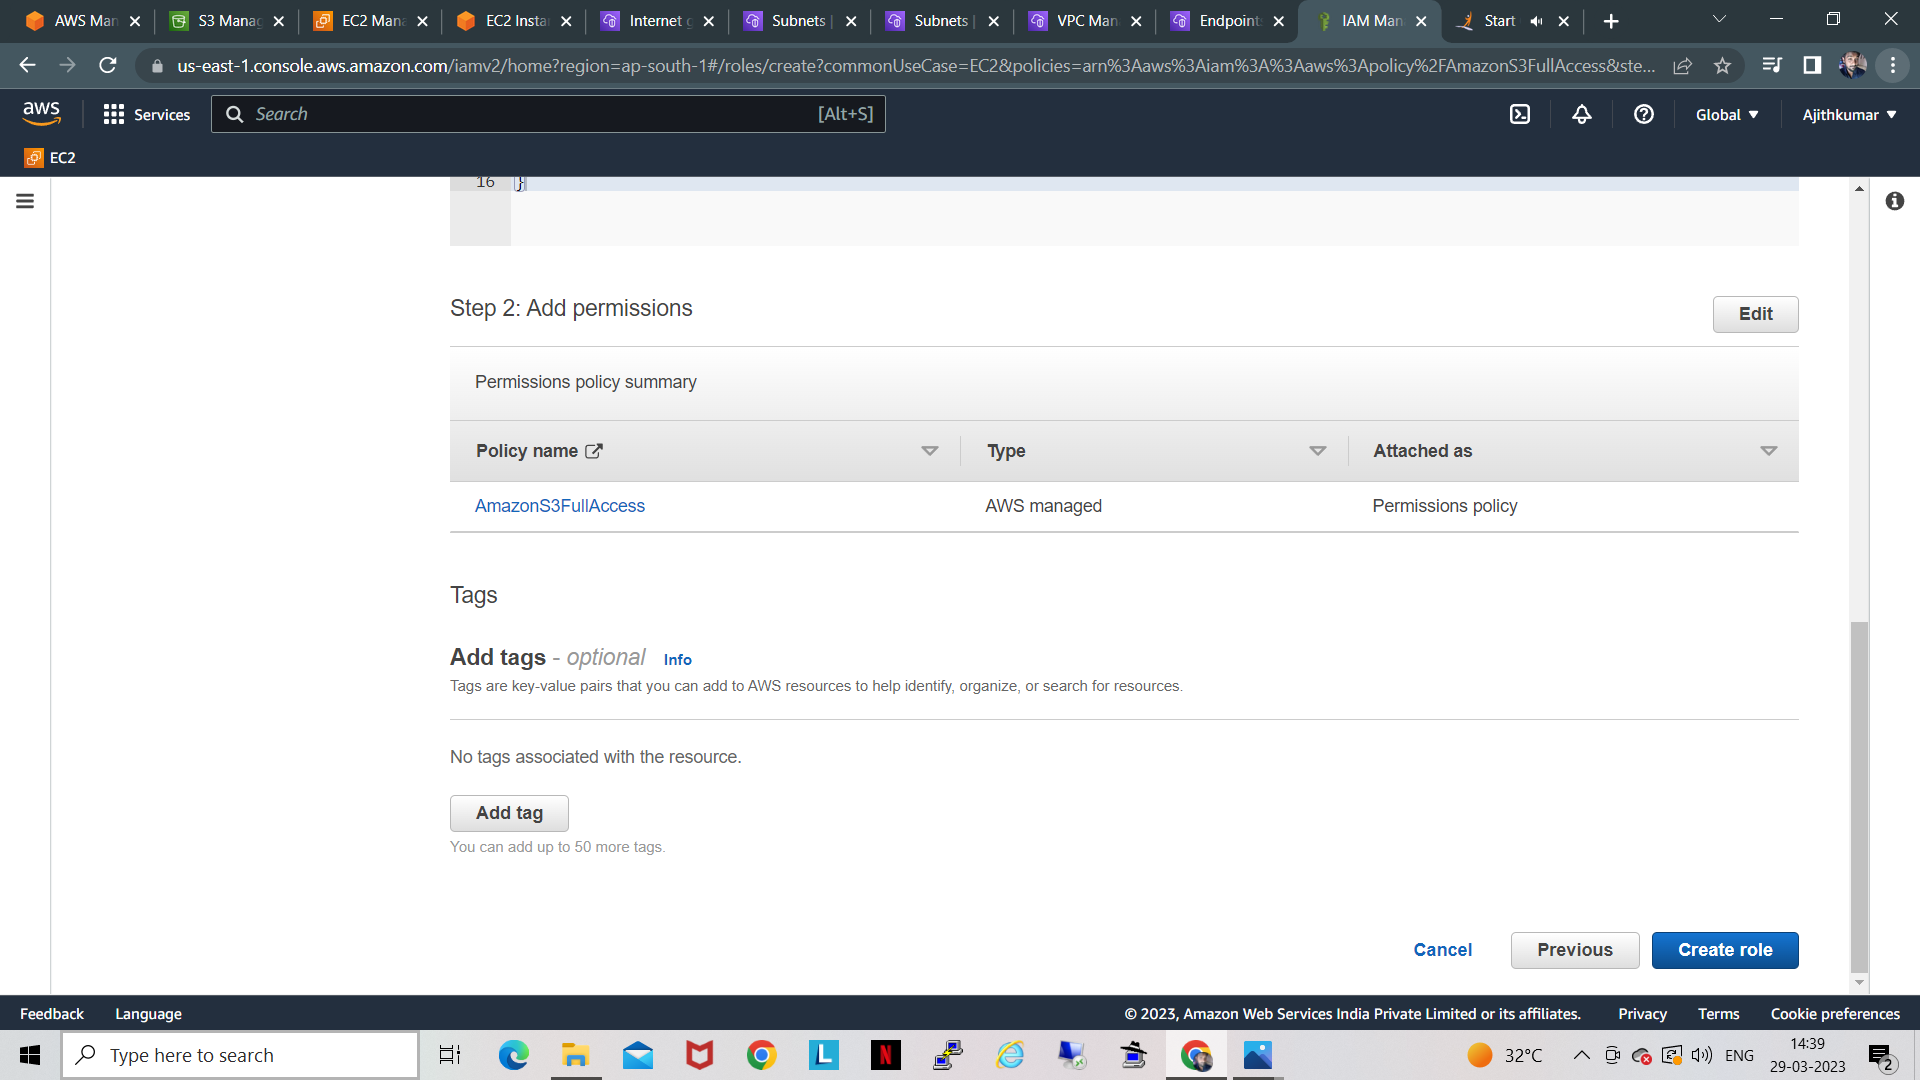 AWS Man
S3 Manag
EC2 Mana
EC2 Insta
Internet g
Subnets |
Subnets |
VPC Man
Endpoint
IAM Man
Start
us-east-1.console.aws.amazon.com/iamv2/home?region=ap-south-1#/roles/create?commonUseCase=EC2&policies=arn%3Aaws%3Aiam%3A%3Aaws%3Apolicy%2FAmazonS3FullAccess&ste...
aws
Services
Search
[Alt+S]
Global
Ajithkumar
EC2
16 }
Step 2: Add permissions
Edit
Permissions policy summary
Policy name
Type
Attached as
AmazonS3FullAccess
AWS managed
Permissions policy
Tags
Add tags - optional Info
Tags are key-value pairs that you can add to AWS resources to help identify, organize, or search for resources.
No tags associated with the resource.
Add tag
You can add up to 50 more tags.
Cancel
Previous
Create role
Feedback
Language
© 2023, Amazon Web Services India Private Limited or its affiliates.
Privacy
Terms
Cookie preferences
Type here to search
L
N
32°C
ENG
14:39
29-03-2023
2